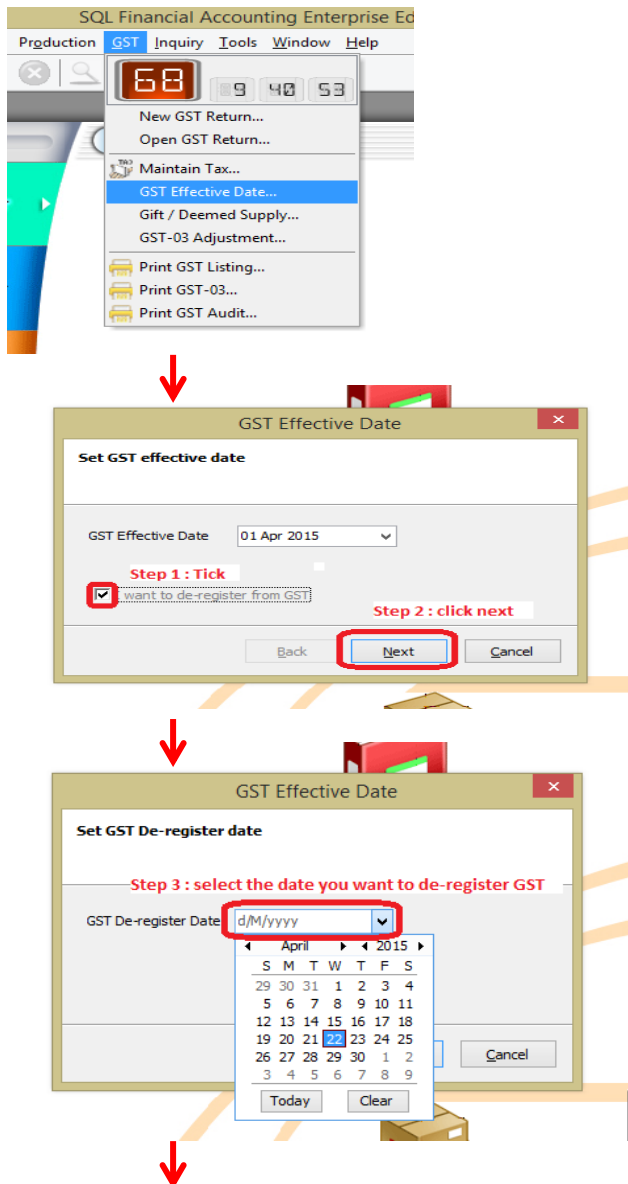 SQL Financial Accounting Enterprise Ed
Production GST Inquiry Tools Window Help
68 9 40 53
New GST Return...
Open GST Return...
Maintain Tax...
GST Effective Date...
Gift / Deemed Supply...
GST-03 Adjustment...
Print GST Listing...
Print GST-03...
Print GST Audit...
GST Effective Date
Set GST effective date
GST Effective Date 01 Apr 2015
Step 1 : Tick
I want to de-register from GST
Step 2 : click next
Back Next Cancel
GST Effective Date
Set GST De-register date
Step 3 : select the date you want to de-register GST
GST De-register Date d/M/yyyy
April 2015
S M T W T F S
29 30 31 1 2 3 4
5 6 7 8 9 10 11
12 13 14 15 16 17 18
19 20 21 22 23 24 25
26 27 28 29 30 1 2
3 4 5 6 7 8 9
Cancel
Today Clear